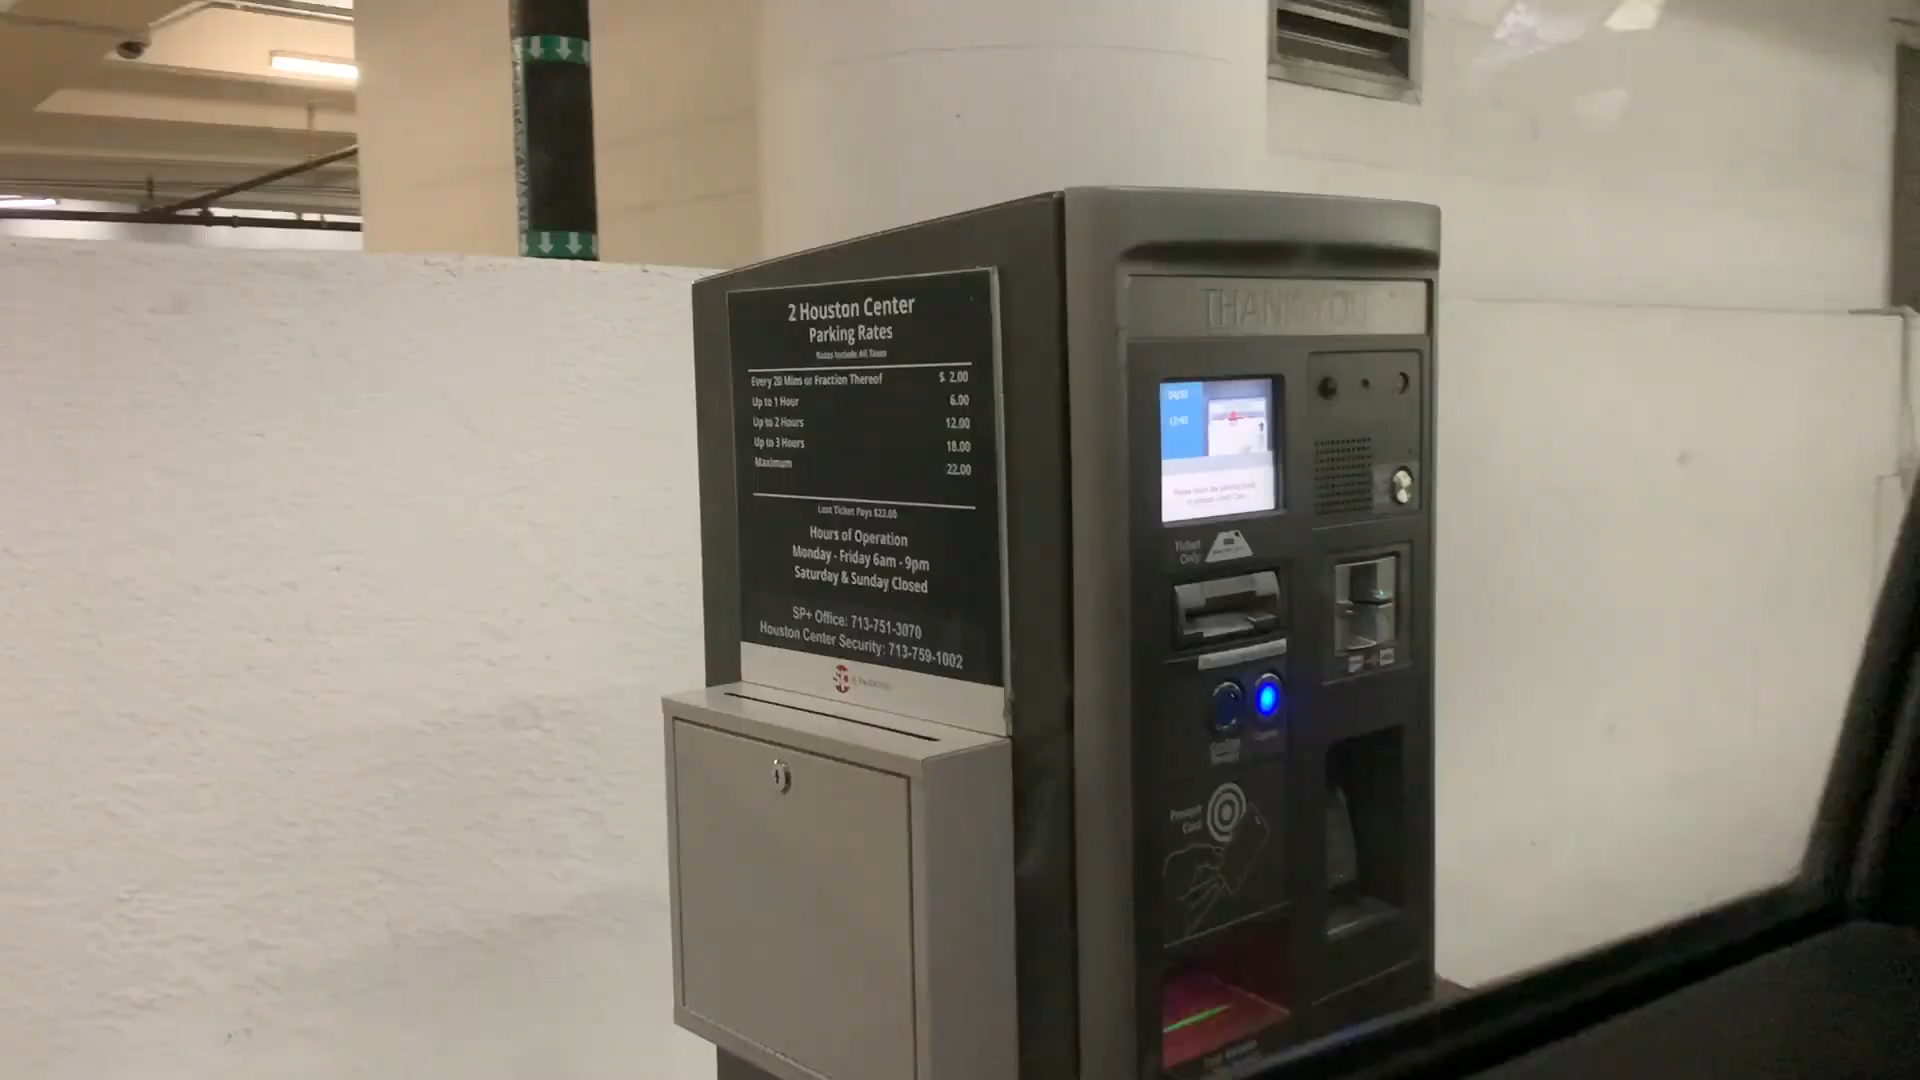 2 Houston Center
Parking Rates
Rates Include All Taxes
Every 20 Mins or Fraction Thereof $ 2.00
Up to 1 Hour 6.00
Up to 2 Hours 12.00
Up to 3 Hours 18.00
Maximum 22.00
Lost Ticket Pays $22.00
Hours of Operation
Monday - Friday 6am - 9pm
Saturday & Sunday Closed
SP+ Office: 713-751-3070
Houston Center Security: 713-759-1002
THANK YOU
Ticket
Only
Present
Card